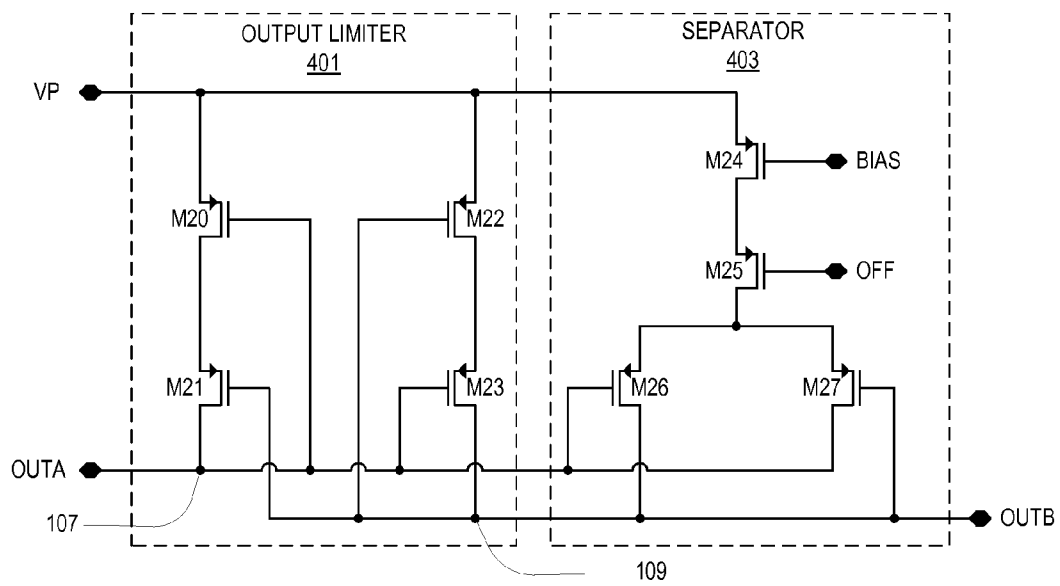 OUTPUT LIMITER
401
SEPARATOR
403
VP
M24
BIAS
M20
M22
M25
OFF
M21
M23
M26
M27
OUTA
107
OUTB
109